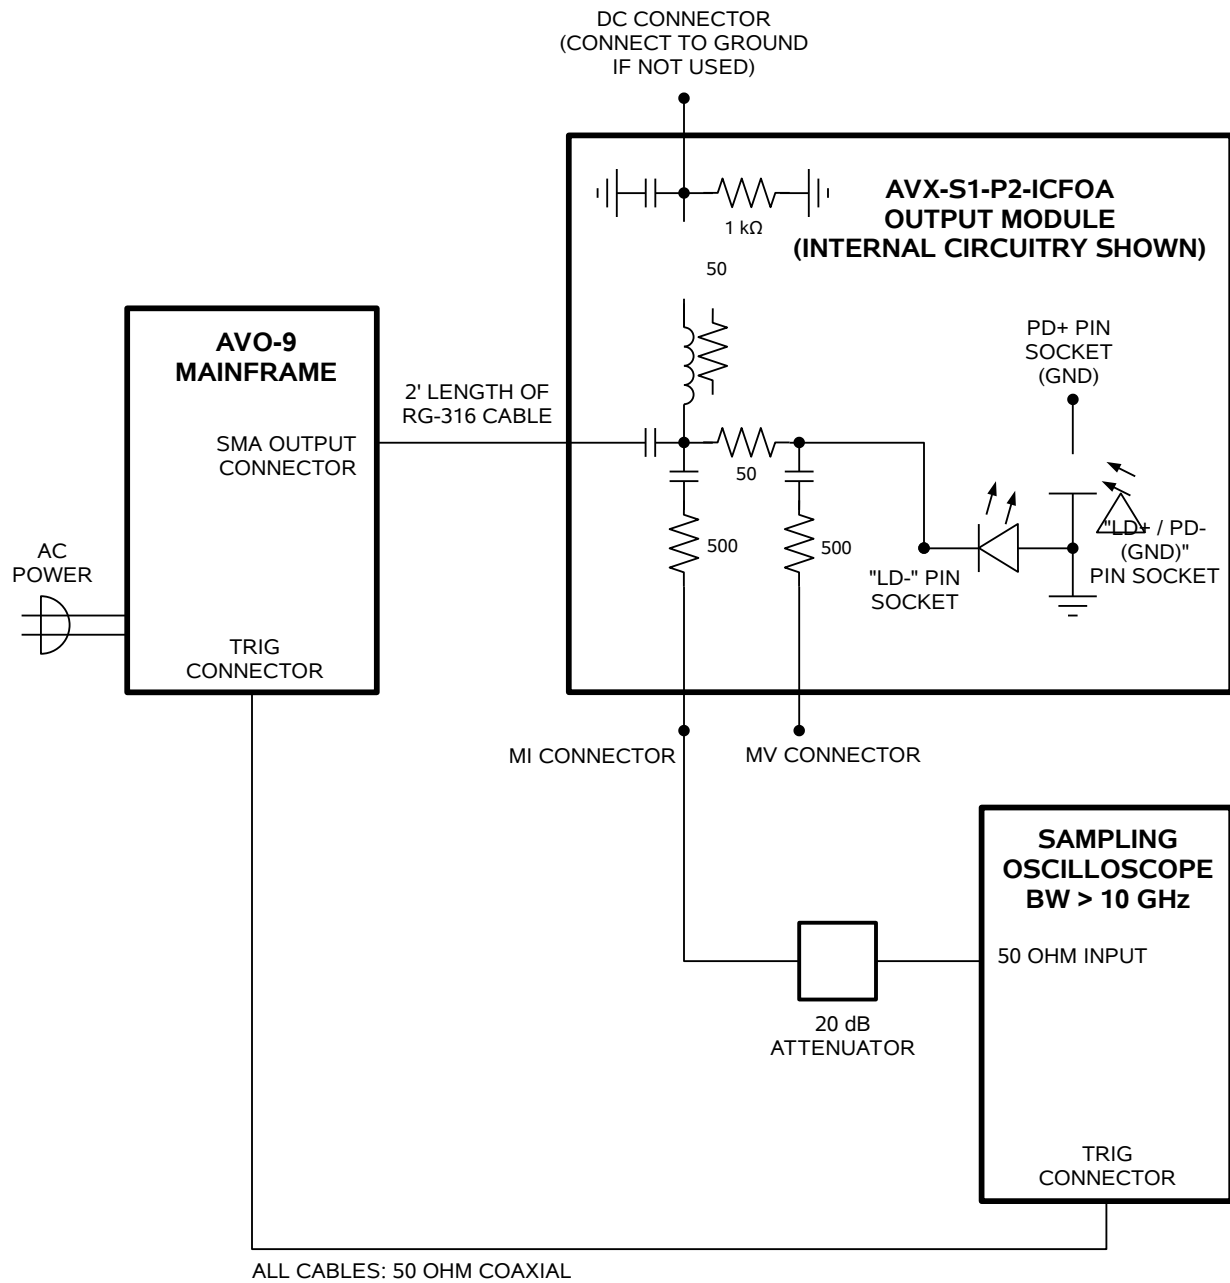 DC CONNECTOR
(CONNECT TO GROUND
IF NOT USED)
AVX-S1-P2-ICFOA
OUTPUT MODULE
(INTERNAL CIRCUITRY SHOWN)
1 kΩ
50
AVO-9
MAINFRAME
PD+ PIN
SOCKET
(GND)
2' LENGTH OF
RG-316 CABLE
SMA OUTPUT
CONNECTOR
50
500
500
"LD+ / PD-
(GND)"
PIN SOCKET
"LD-" PIN
SOCKET
AC
POWER
TRIG
CONNECTOR
MI CONNECTOR
MV CONNECTOR
SAMPLING
OSCILLOSCOPE
BW > 10 GHz
50 OHM INPUT
20 dB
ATTENUATOR
TRIG
CONNECTOR
ALL CABLES: 50 OHM COAXIAL